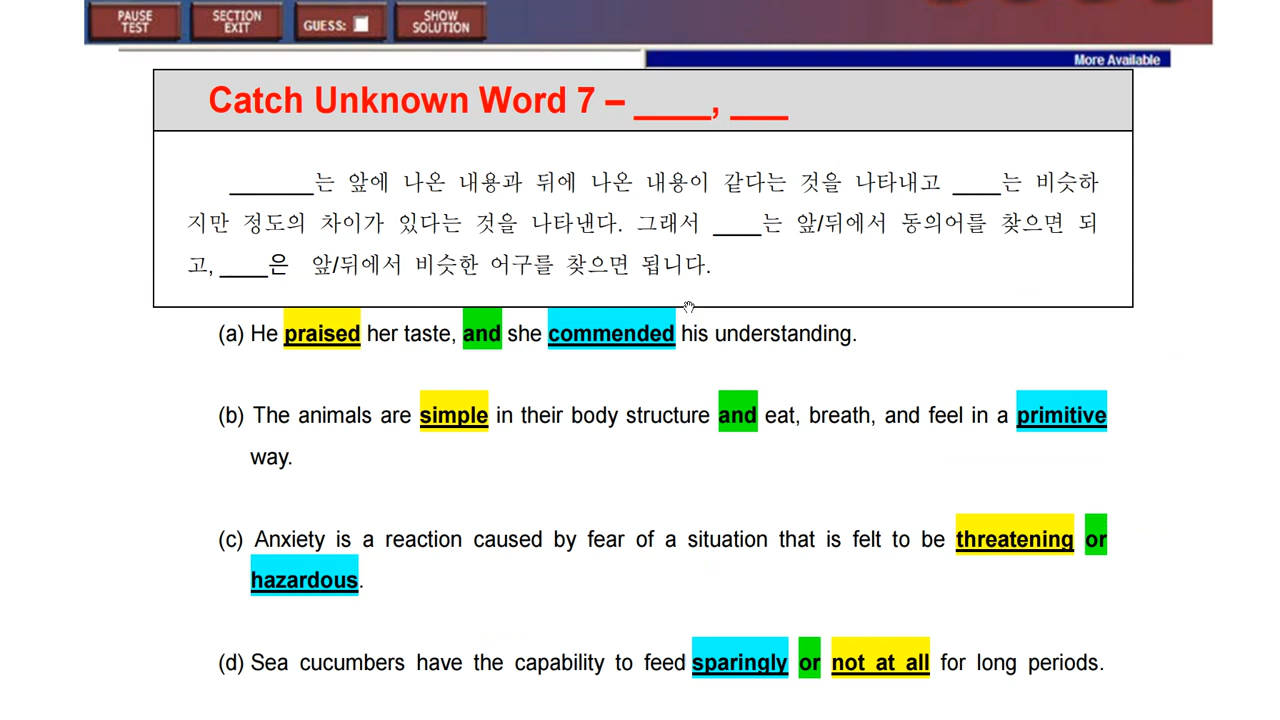 PAUSE
TEST
SECTION
EXIT
GUESS:
SHOW
SOLUTION
More Available
Catch Unknown Word 7 – ____, ___
_______는 앞에 나온 내용과 뒤에 나온 내용이 같다는 것을 나타내고 ____는 비슷하
지만 정도의 차이가 있다는 것을 나타낸다. 그래서 ____는 앞/뒤에서 동의어를 찾으면 되
고, ____은 앞/뒤에서 비슷한 어구를 찾으면 됩니다.
(a) He praised her taste, and she commended his understanding.
(b) The animals are simple in their body structure and eat, breath, and feel in a primitive
way.
(c) Anxiety is a reaction caused by fear of a situation that is felt to be threatening or
hazardous.
(d) Sea cucumbers have the capability to feed sparingly or not at all for long periods.